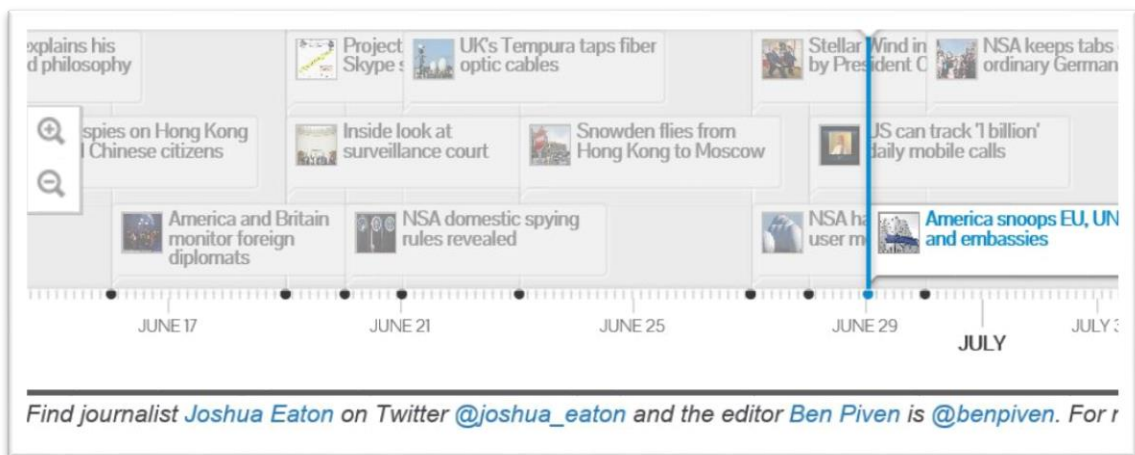 explains his
d philosophy
Project
Skype s
UK's Tempura taps fiber
optic cables
Stellar Wind in
by President O
NSA keeps tabs
ordinary German
spies on Hong Kong
l Chinese citizens
Inside look at
surveillance court
Snowden flies from
Hong Kong to Moscow
US can track '1 billion'
daily mobile calls
America and Britain
monitor foreign
diplomats
NSA domestic spying
rules revealed
NSA ha
user m
America snoops EU, UN
and embassies
JUNE 17
JUNE 21
JUNE 25
JUNE 29
JULY
JULY 3
Find journalist Joshua Eaton on Twitter @joshua_eaton and the editor Ben Piven is @benpiven. For r